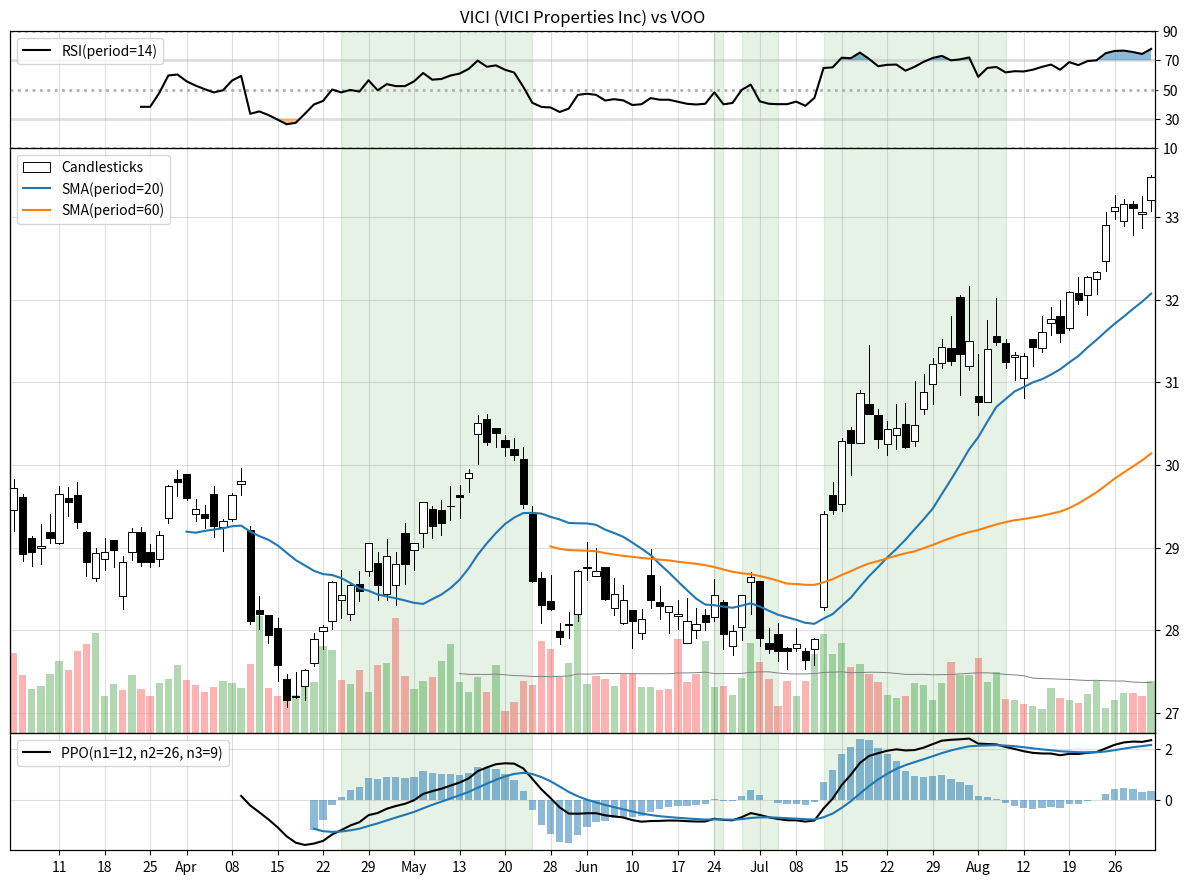 VICI (VICI Properties Inc) vs VOO
RSI(period=14)
90
70
50
30
10
Candlesticks
SMA(period=20)
SMA(period=60)
33
32
31
30
29
28
27
PPO(n1=12, n2=26, n3=9)
2
0
11 18 25 Apr 08 15 22 29 May 13 20 28 Jun 10 17 24 Jul 08 15 22 29 Aug 12 19 26